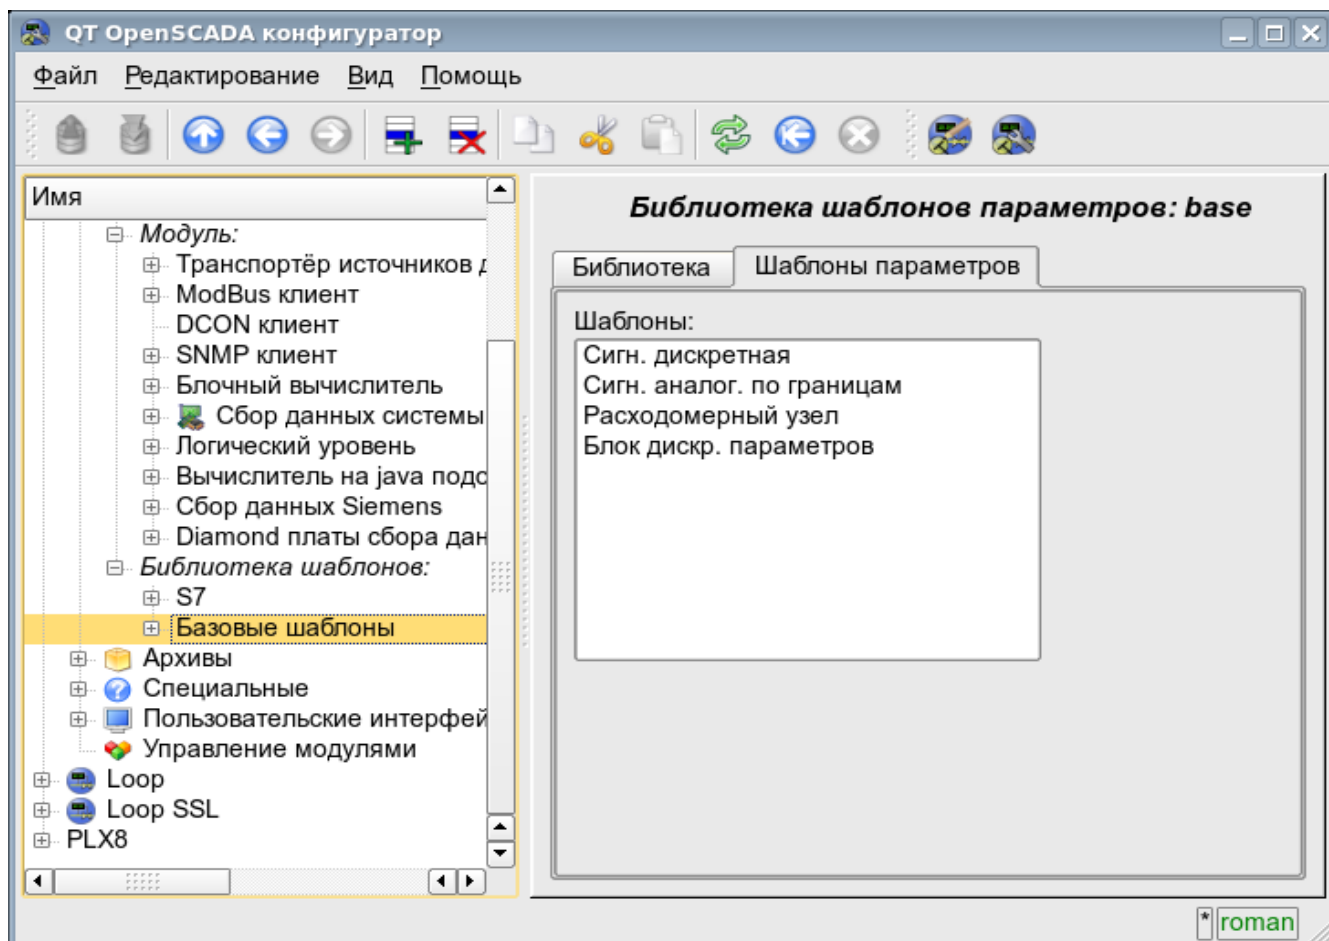 QT OpenSCADA конфигуратор
Файл Редактирование Вид Помощь
Имя
Модуль:
Транспортёр источников д
ModBus клиент
DCON клиент
SNMP клиент
Блочный вычислитель
Сбор данных системы
Логический уровень
Вычислитель на java подс
Сбор данных Siemens
Diamond платы сбора дан
Библиотека шаблонов:
S7
Базовые шаблоны
Архивы
Специальные
Пользовательские интерфей
Управление модулями
Loop
Loop SSL
PLX8
Библиотека шаблонов параметров: base
Библиотека Шаблоны параметров
Шаблоны:
Сигн. дискретная
Сигн. аналог. по границам
Расходомерный узел
Блок дискр. параметров
* roman